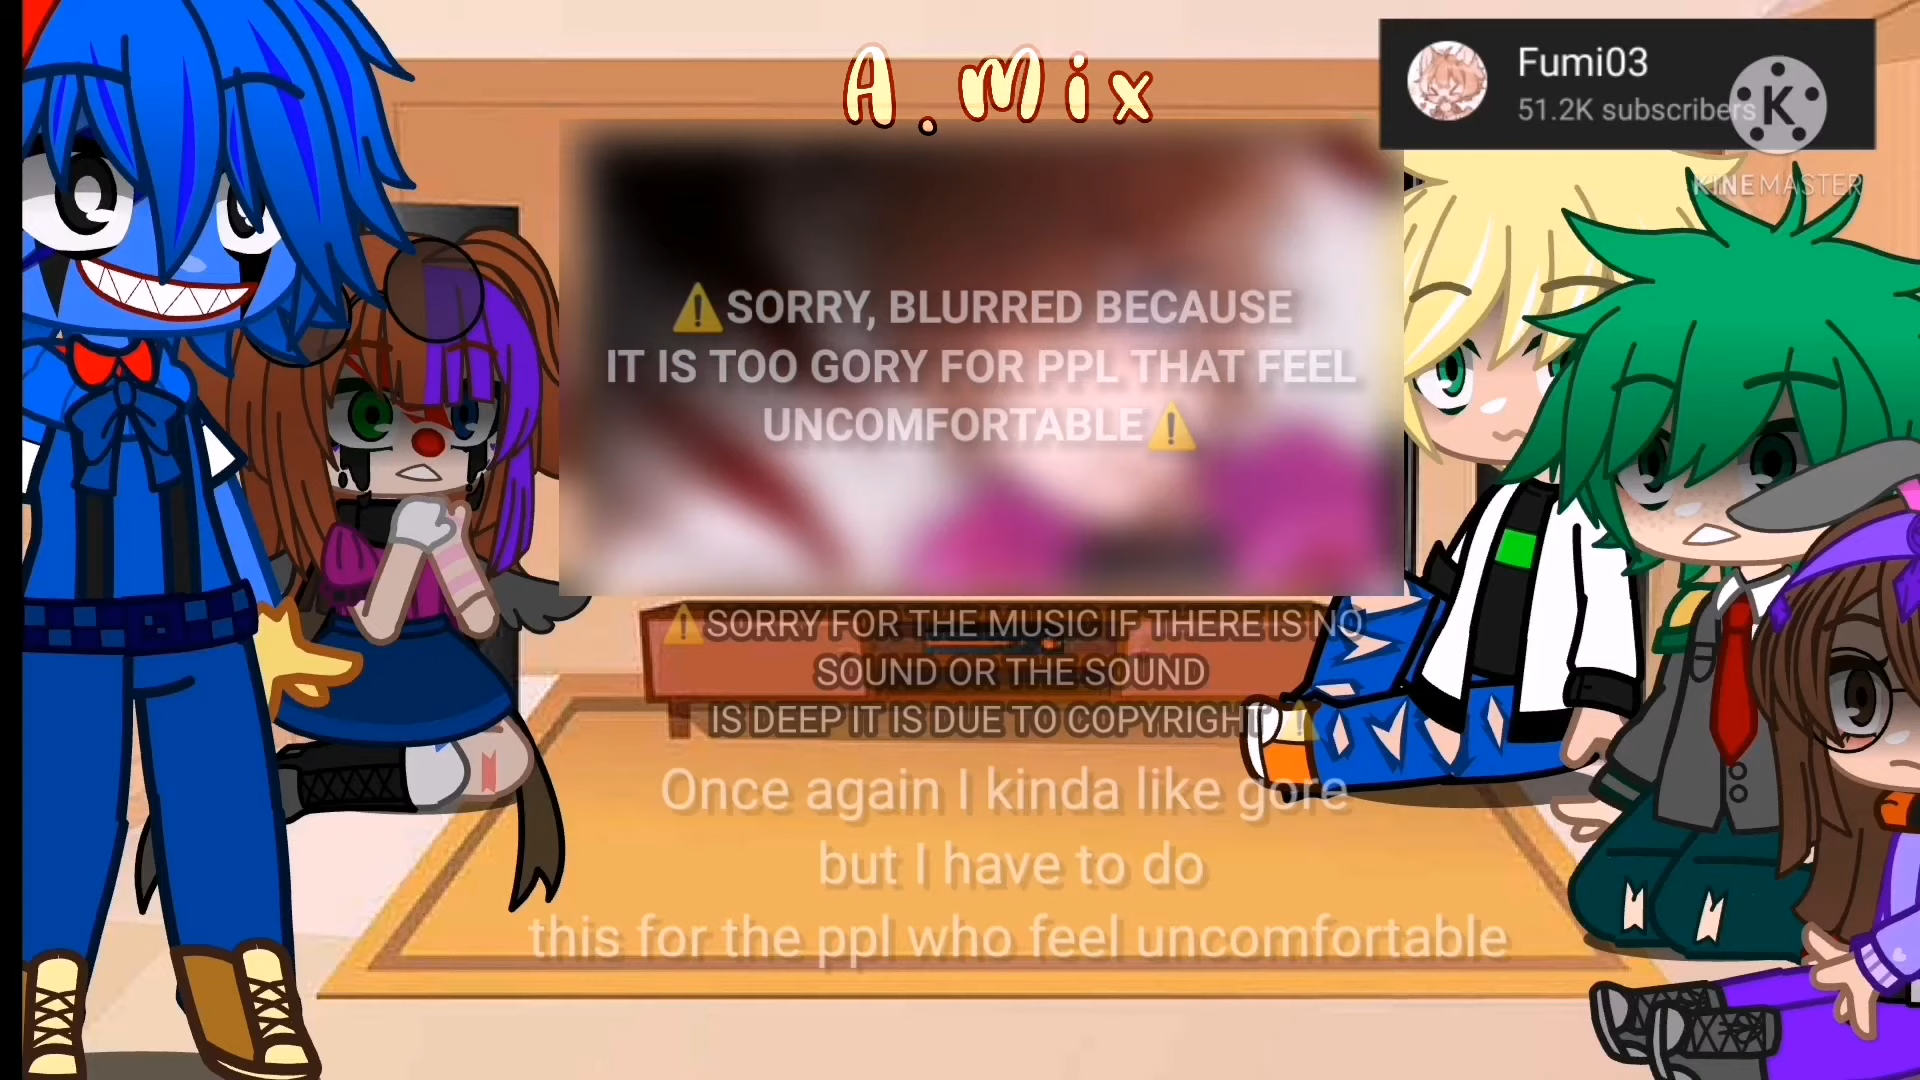 A.Mix
Fumi03
51.2K subscribers
K
KINEMASTER
⚠️SORRY, BLURRED BECAUSE
IT IS TOO GORY FOR PPL THAT FEEL
UNCOMFORTABLE⚠️
⚠️SORRY FOR THE MUSIC IF THERE IS NO
SOUND OR THE SOUND
IS DEEP IT IS DUE TO COPYRIGHT⚠️
Once again I kinda like gore
but I have to do
this for the ppl who feel uncomfortable